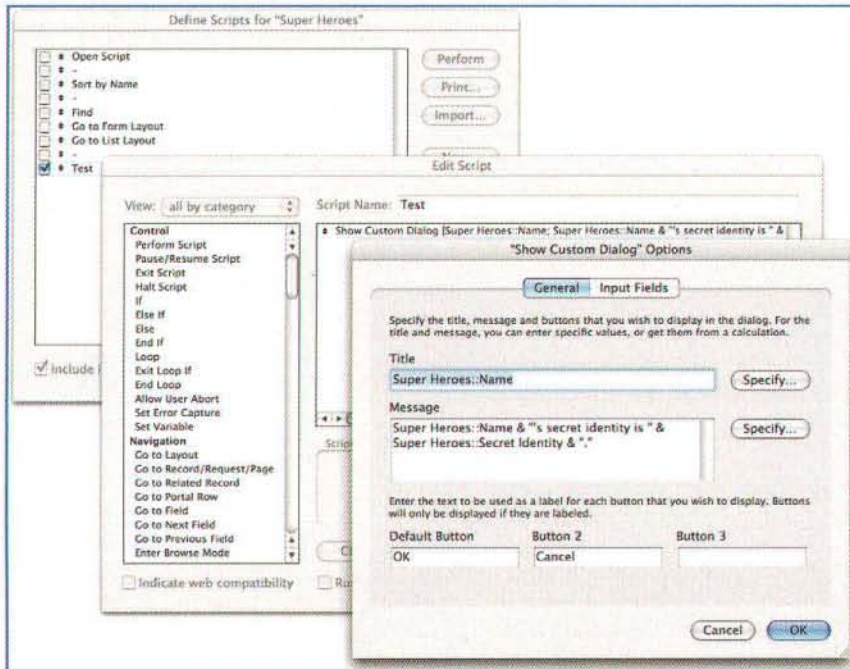 Define Scripts for "Super Heroes"
Open Script
-
Sort by Name
-
Find
Go to Form Layout
Go to List Layout
-
Test
Perform
Print...
Import...
Edit Script
View: all by category
Script Name: Test
Control
Perform Script
Pause/Resume Script
Exit Script
Halt Script
If
Else If
Else
End If
Loop
Exit Loop If
End Loop
Allow User Abort
Set Error Capture
Set Variable
Navigation
Go to Layout
Go to Record/Request/Page
Go to Related Record
Go to Portal Row
Go to Field
Go to Next Field
Go to Previous Field
Enter Browse Mode
Show Custom Dialog [Super Heroes::Name; Super Heroes::Name & "'s secret identity is " &
Include
Indicate web compatibility
"Show Custom Dialog" Options
General Input Fields
Specify the title, message and buttons that you wish to display in the dialog. For the
title and message, you can enter specific values, or get them from a calculation.
Title
Super Heroes::Name
Specify...
Message
Super Heroes::Name & "'s secret identity is " &
Super Heroes::Secret Identity & "."
Specify...
Enter the text to be used as a label for each button that you wish to display. Buttons
will only be displayed if they are labeled.
Default Button Button 2 Button 3
OK Cancel
Cancel OK